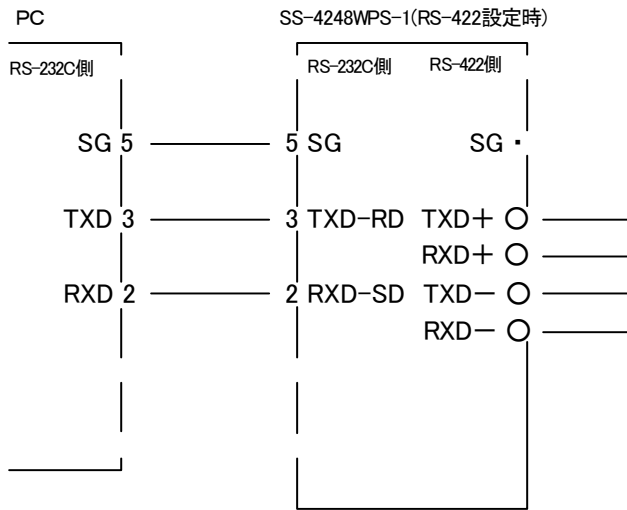 PC SS-4248WPS-1(RS-422設定時)
RS-232C側 RS-232C側 RS-422側
SG 5 5 SG SG ・
TXD 3 3 TXD-RD TXD＋
RXD＋
RXD 2 2 RXD-SD TXD－
RXD－